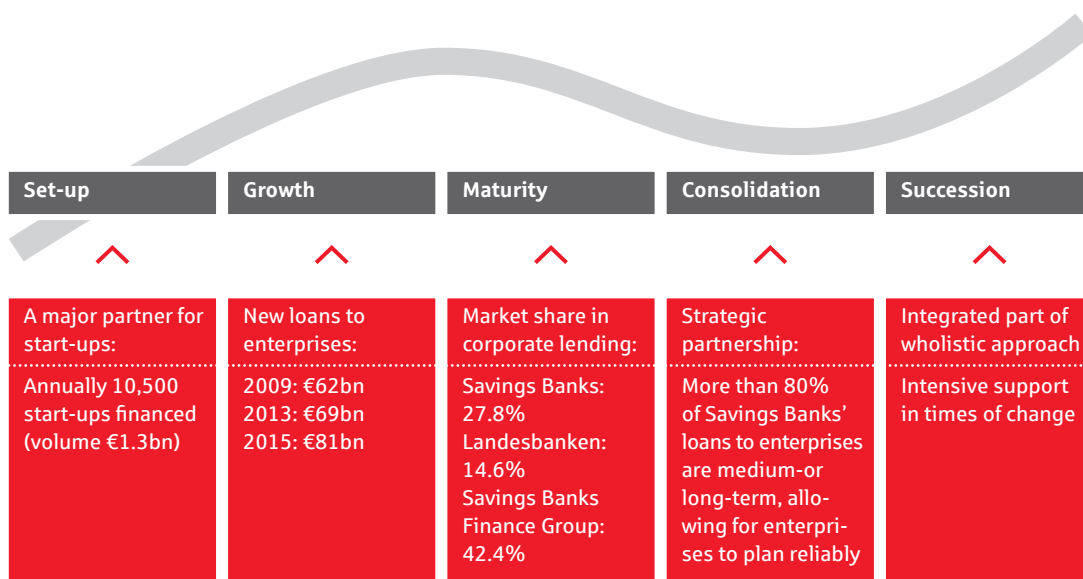 Set-up
Growth
Maturity
Consolidation
Succession
A major partner for
start-ups:
Annually 10,500
start-ups financed
(volume €1.3bn)
New loans to
enterprises:
2009: €62bn
2013: €69bn
2015: €81bn
Market share in
corporate lending:
Savings Banks:
27.8%
Landesbanken:
14.6%
Savings Banks
Finance Group:
42.4%
Strategic
partnership:
More than 80%
of Savings Banks’
loans to enterprises
are medium-or
long-term, allo-
wing for enterpri-
ses to plan reliably
Integrated part of
wholistic approach
Intensive support
in times of change